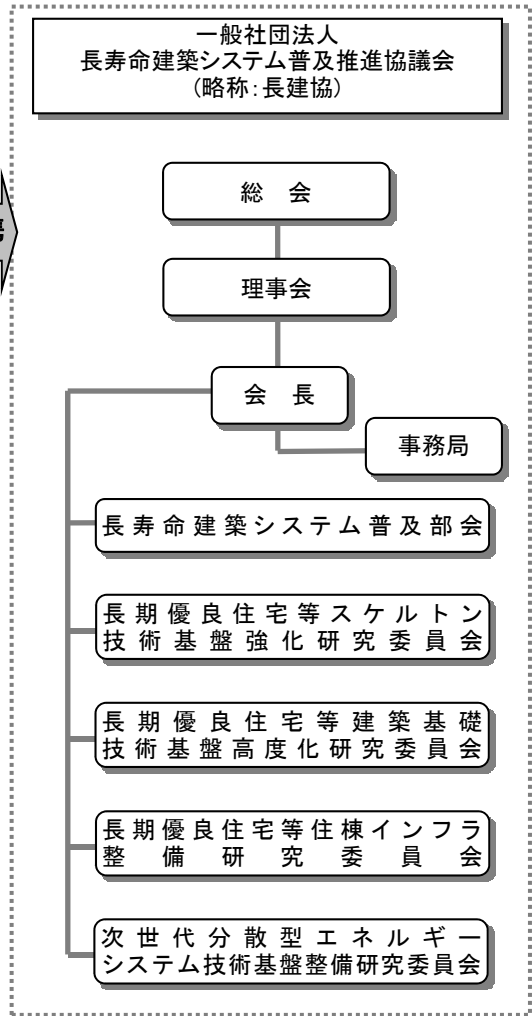 一般社団法人
長寿命建築システム普及推進協議会
(略称:長建協)
総 会
理事会
会 長
事務局
長寿命建築システム普及部会
長期優良住宅等スケルトン
技術基盤強化研究委員会
長期優良住宅等建築基礎
技術基盤高度化研究委員会
長期優良住宅等住棟インフラ
整備研究委員会
次世代分散型エネルギー
システム技術基盤整備研究委員会